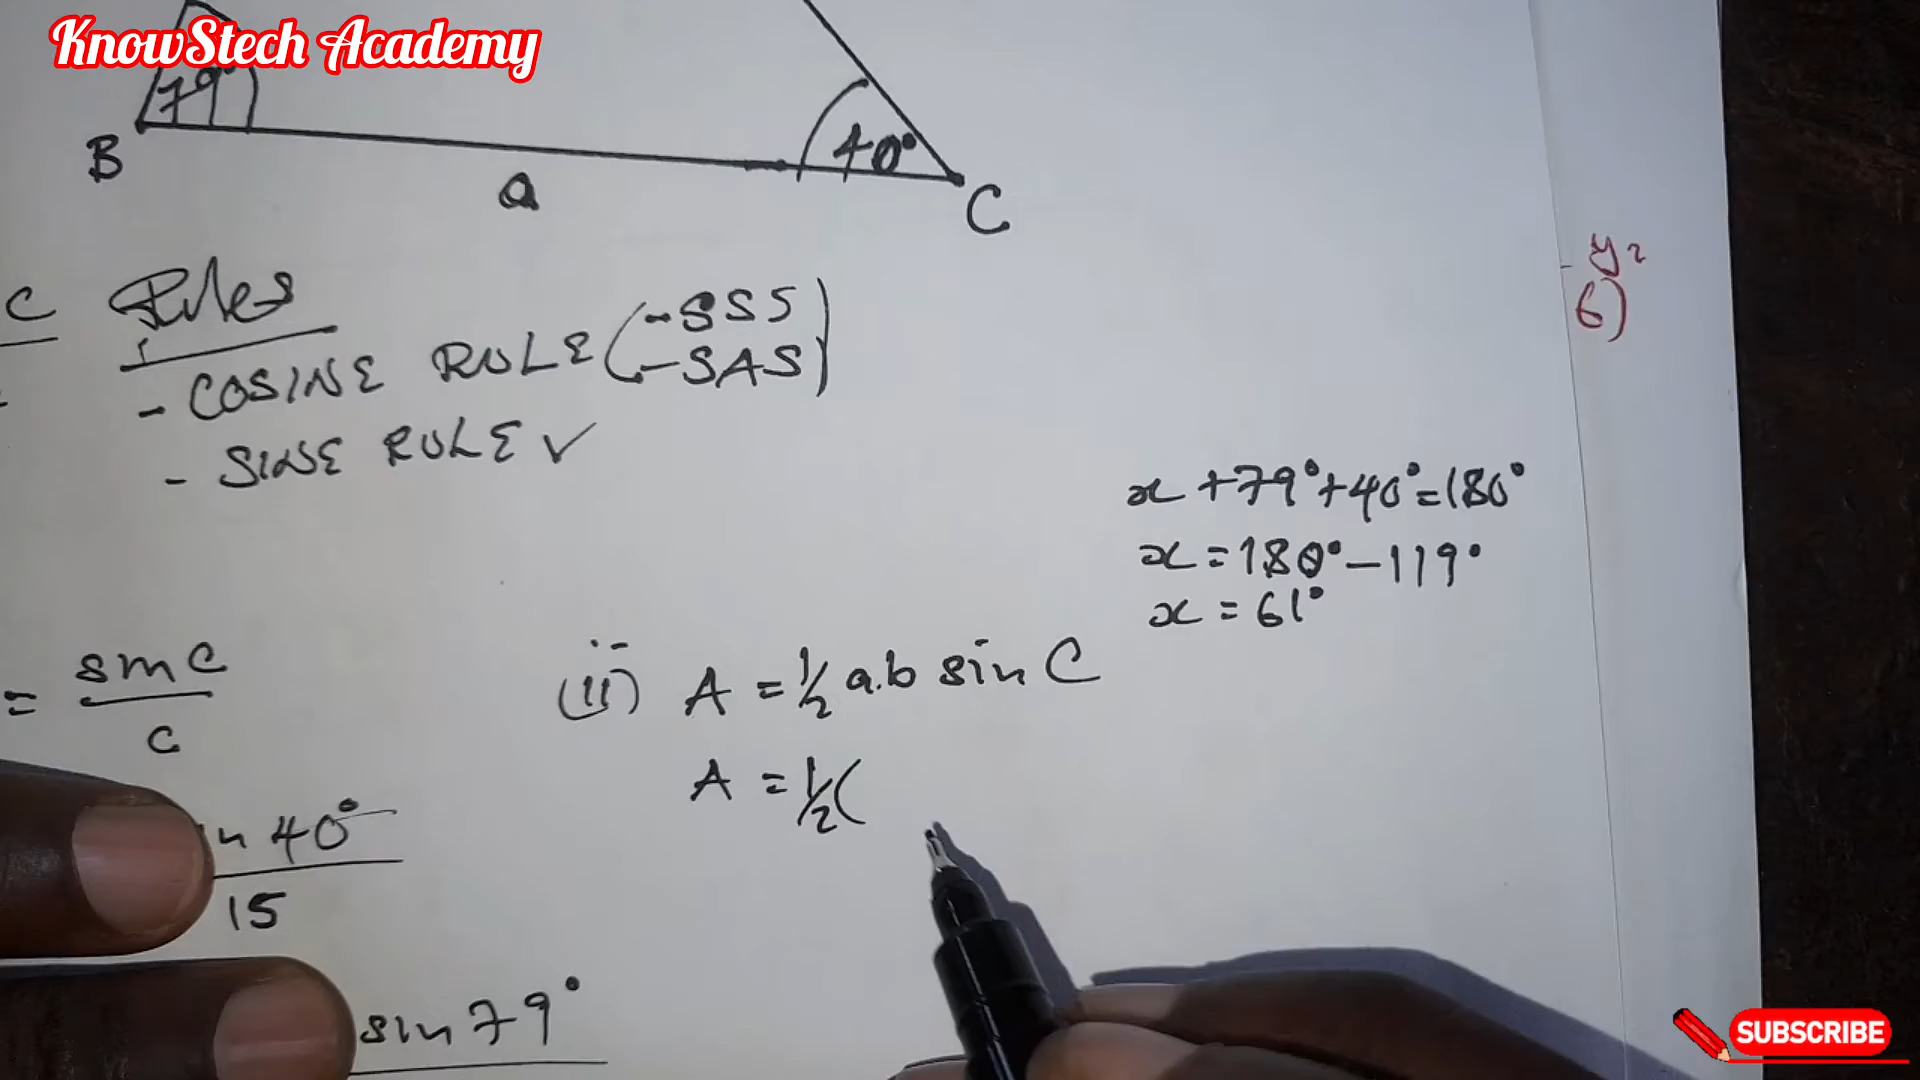 KnowStech Academy
79°
B
40°
a
C
y2
6)
c Rules
- COSINE RULE (-SSS
-SAS)
- SINE RULE ✓
x + 79° + 40° = 180°
x = 180° - 119°
x = 61°
= sin C
c
(ii) A = ½ a.b sin C
A = ½(
n 40°
15
sin 79°
SUBSCRIBE